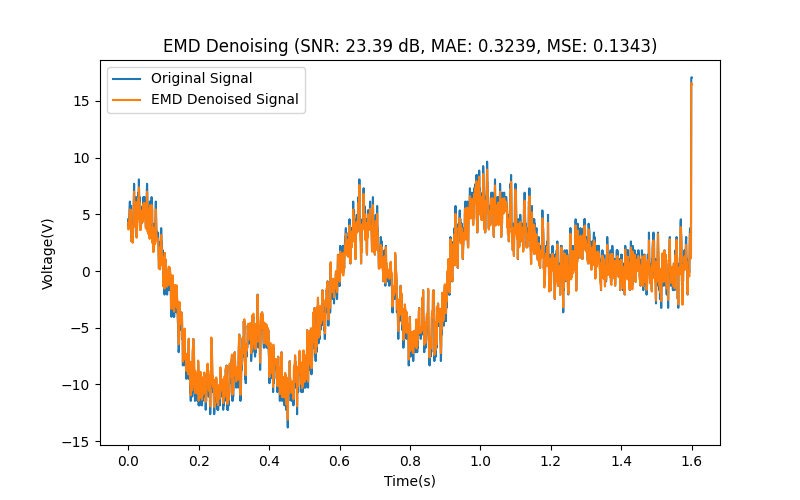 EMD Denoising (SNR: 23.39 dB, MAE: 0.3239, MSE: 0.1343)
Original Signal
EMD Denoised Signal
Voltage(V)
15
10
5
0
−5
−10
−15
0.0 0.2 0.4 0.6 0.8 1.0 1.2 1.4 1.6
Time(s)